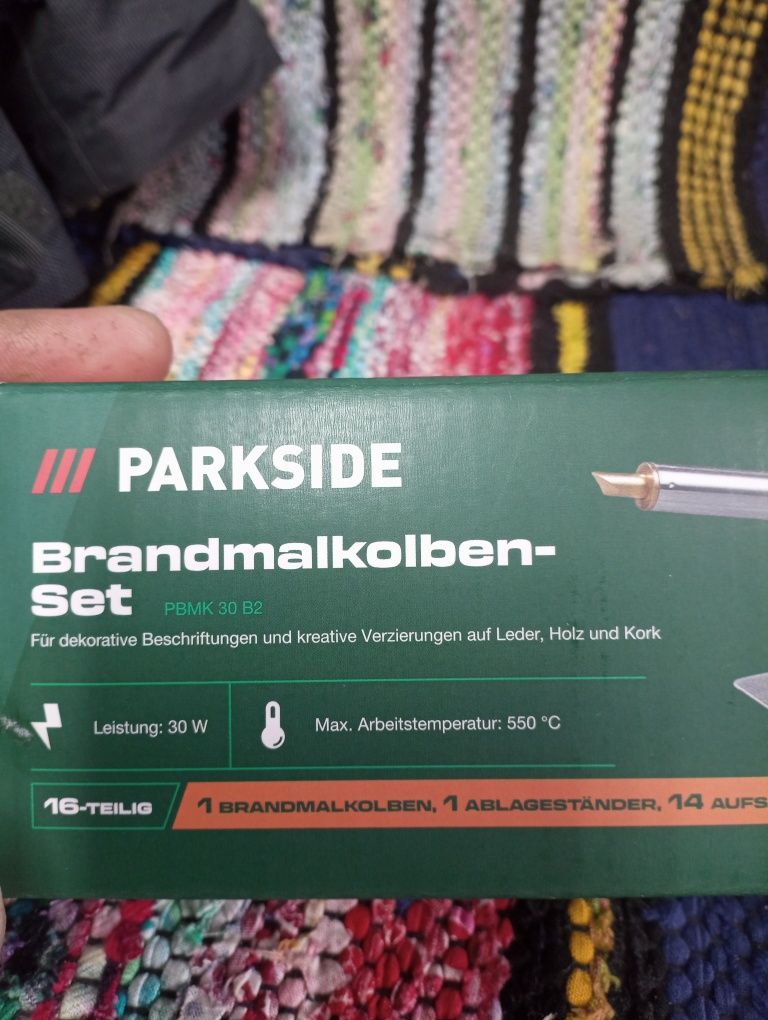 PARKSIDE
Brandmalkolben-
Set PBMK 30 B2
Für dekorative Beschriftungen und kreative Verzierungen auf Leder, Holz und Kork
Leistung: 30 W
Max. Arbeitstemperatur: 550 °C
16-TEILIG
1 BRANDMALKOLBEN, 1 ABLAGESTÄNDER, 14 AUFS